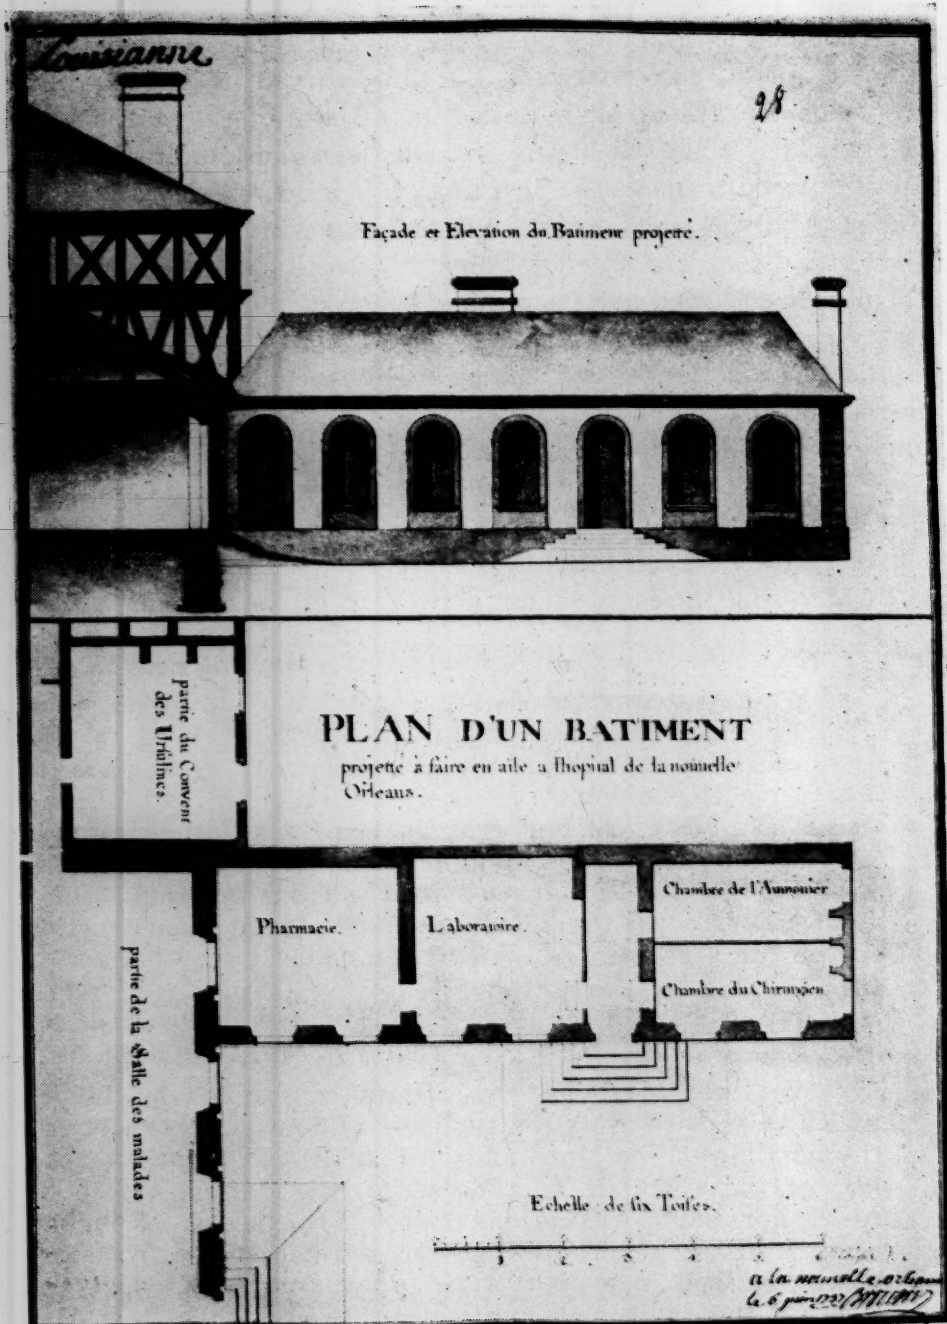 Louisianne
28
Façade et Elevation du Batiment projetté.
partie du Convent
des Ursulines.
PLAN D'UN BATIMENT
projetté à faire en aile a l'hopital de la nouvelle
Orleans.
Pharmacie.
Laboratoire.
Chambre de l'Aumonier
Chambre du Chirurgien
partie de la Salle des malades
Echelle de six Toises.
1 2 3 4 5 6
a la nouvelle orleans
le 6 juin